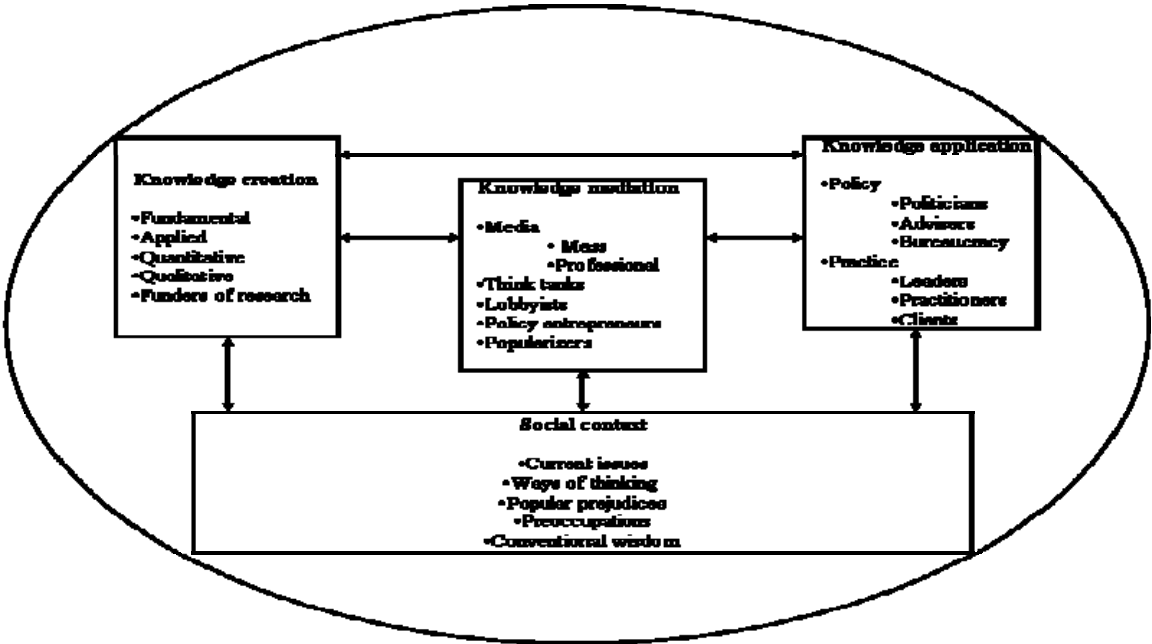 Knowledge creation
•Fundamental
•Applied
•Quantitative
•Qualitative
•Funders of research
Knowledge mediation
•Media
• Mass
•Professional
•Think tanks
•Lobbyists
•Policy entrepreneurs
•Popularizers
Knowledge application
•Policy
•Politicians
•Advisers
•Bureaucracy
•Practice
•Leaders
•Practitioners
•Clients
Social context
•Current issues
•Ways of thinking
•Popular prejudices
•Preoccupations
•Conventional wisdom